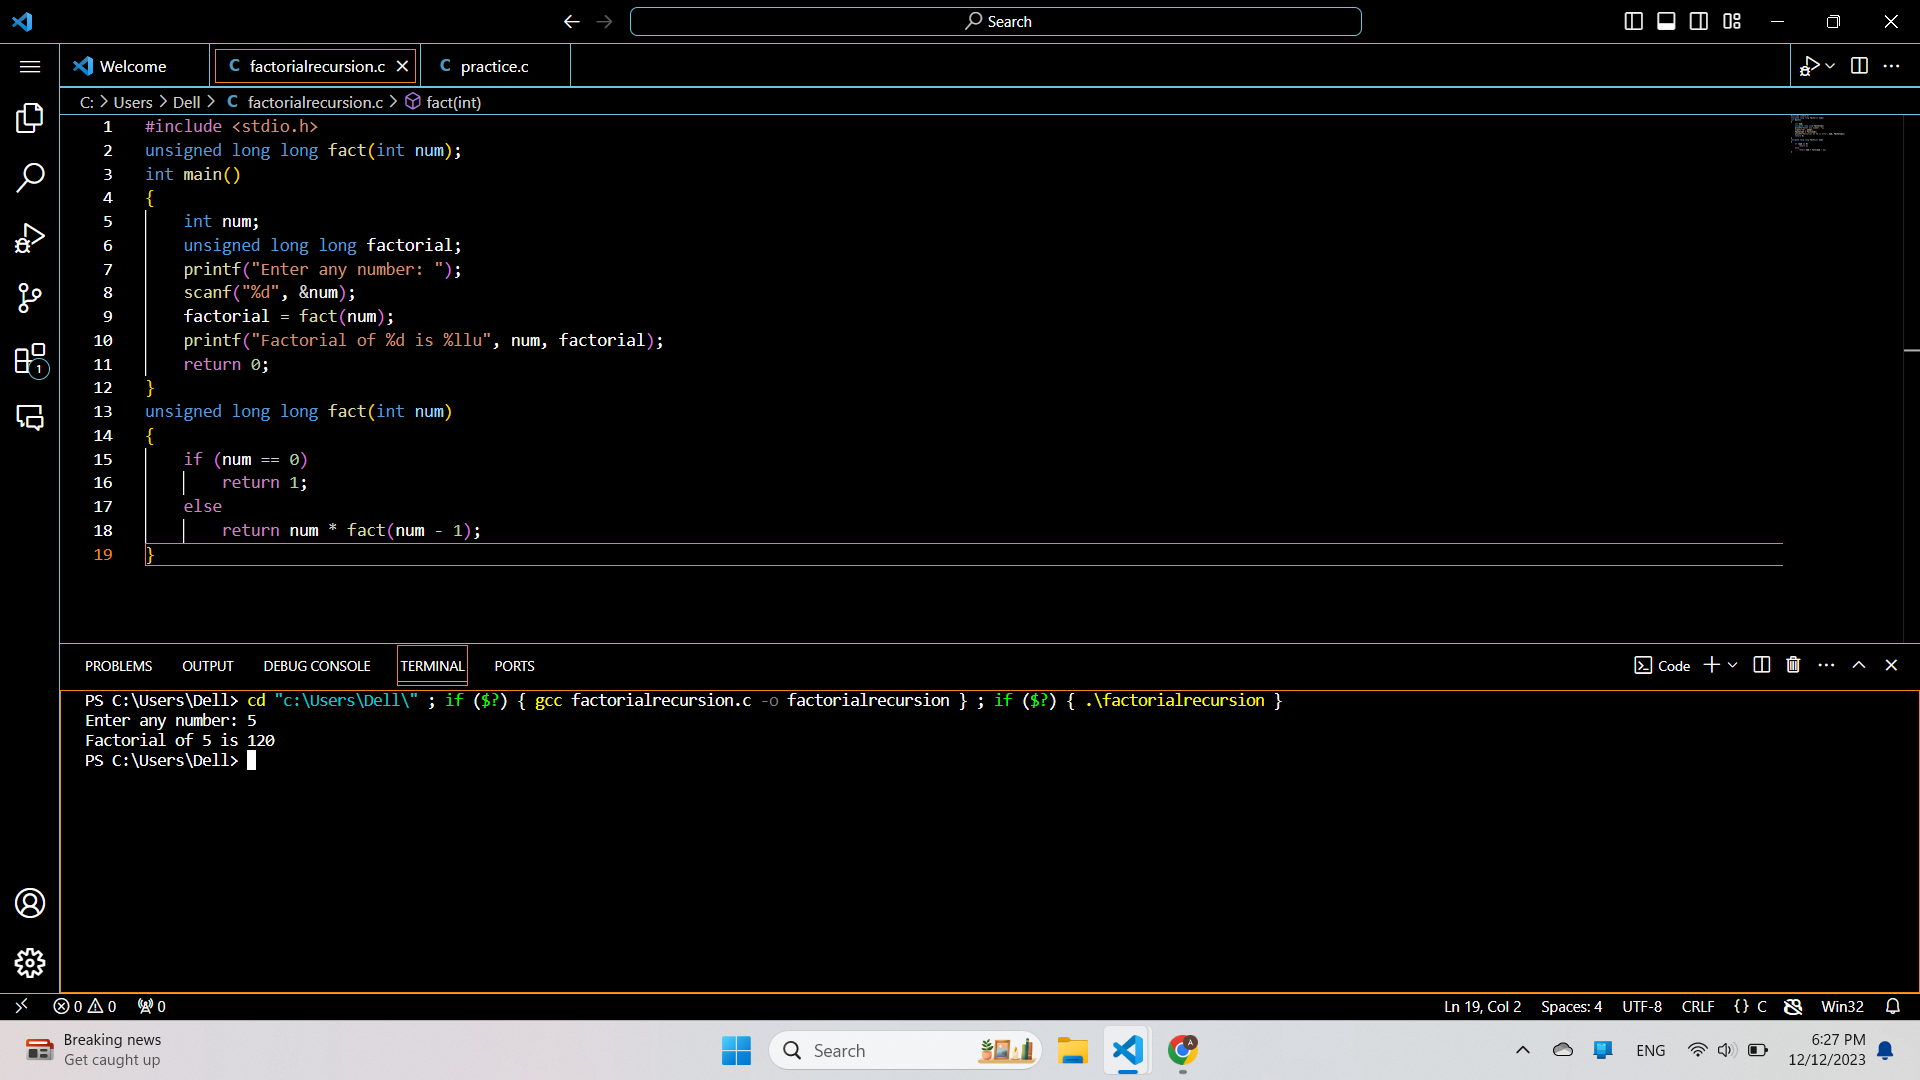 Search
Welcome
C factorialrecursion.c
C practice.c
C: > Users > Dell > C factorialrecursion.c > fact(int)
1 #include <stdio.h>
2 unsigned long long fact(int num);
3 int main()
4 {
5 int num;
6 unsigned long long factorial;
7 printf("Enter any number: ");
8 scanf("%d", &num);
9 factorial = fact(num);
10 printf("Factorial of %d is %llu", num, factorial);
11 return 0;
12 }
13 unsigned long long fact(int num)
14 {
15 if (num == 0)
16 return 1;
17 else
18 return num * fact(num - 1);
19 }
1
PROBLEMS OUTPUT DEBUG CONSOLE TERMINAL PORTS
Code
PS C:\Users\Dell> cd "c:\Users\Dell\" ; if ($?) { gcc factorialrecursion.c -o factorialrecursion } ; if ($?) { .\factorialrecursion }
Enter any number: 5
Factorial of 5 is 120
PS C:\Users\Dell>
0 0 0
Ln 19, Col 2 Spaces: 4 UTF-8 CRLF {} C Win32
Breaking news
Get caught up
Search
A
ENG
6:27 PM
12/12/2023